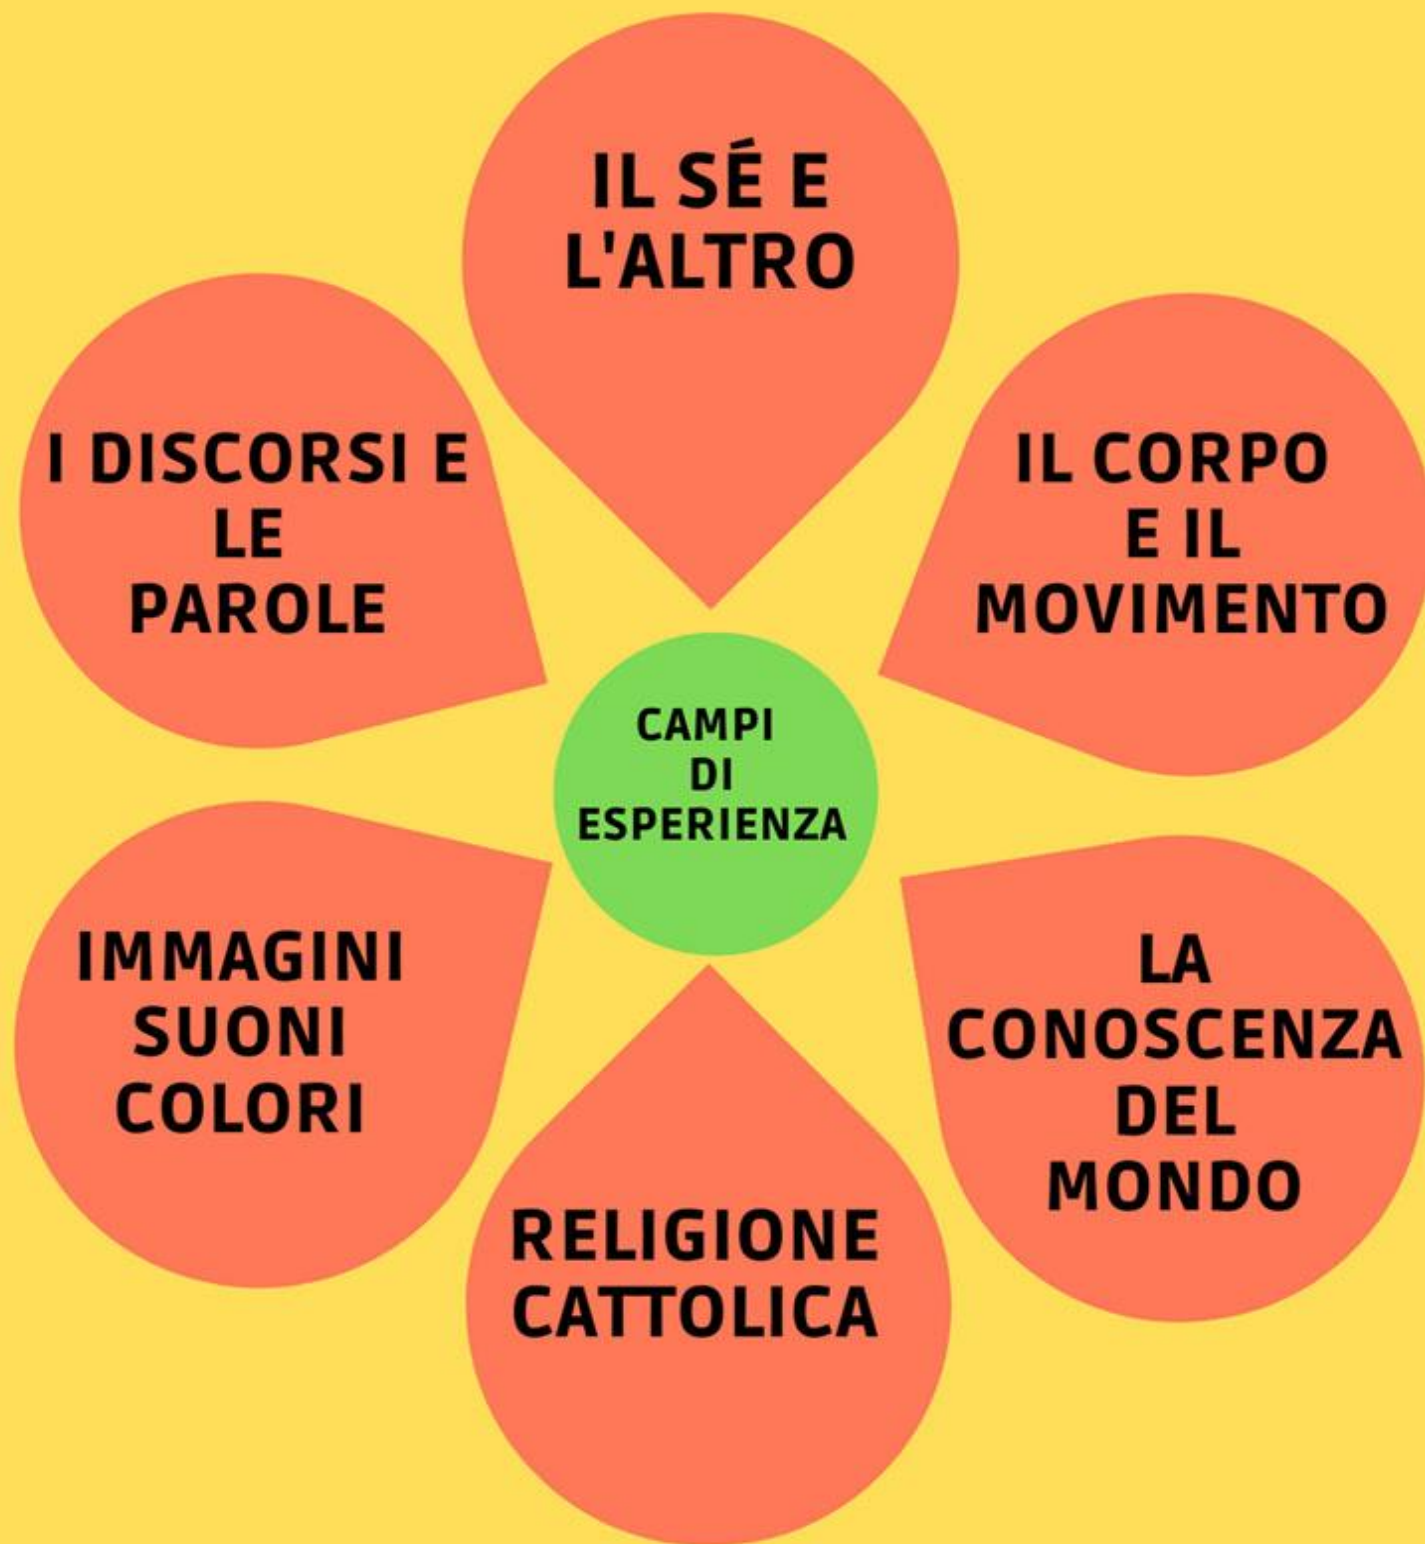 IL SÉ E
L'ALTRO
I DISCORSI E
LE
PAROLE
IL CORPO
E IL
MOVIMENTO
CAMPI
DI
ESPERIENZA
IMMAGINI
SUONI
COLORI
LA
CONOSCENZA
DEL
MONDO
RELIGIONE
CATTOLICA